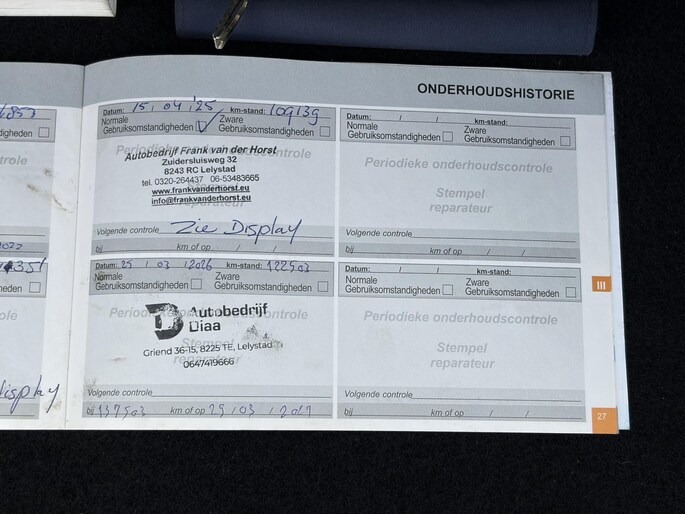 ONDERHOUDSHISTORIE
Datum: 15 / 04 / 25 km-stand: 109139
Normale Gebruiksomstandigheden
Zware Gebruiksomstandigheden
Periodieke onderhoudscontrole
Autobedrijf Frank van der Horst
Zuidersluisweg 32
8243 RC Lelystad
tel. 0320-264437 06-53483665
www.frankvanderhorst.eu
info@frankvanderhorst.eu
Volgende controle Zie Display
bij km of op / /
Datum: / / km-stand:
Normale Gebruiksomstandigheden
Zware Gebruiksomstandigheden
Periodieke onderhoudscontrole
Stempel
reparateur
Volgende controle
bij km of op / /
Datum: 25 / 03 / 2026 km-stand: 122503
Normale Gebruiksomstandigheden
Zware Gebruiksomstandigheden
Autobedrijf
Diaa
Griend 36-15, 8225 TE, Lelystad
0647419666
Volgende controle
bij 137503 km of op 25 / 03 / 2027
Datum: / / km-stand:
Normale Gebruiksomstandigheden
Zware Gebruiksomstandigheden
Periodieke onderhoudscontrole
Stempel
reparateur
Volgende controle
bij km of op / /
III
27